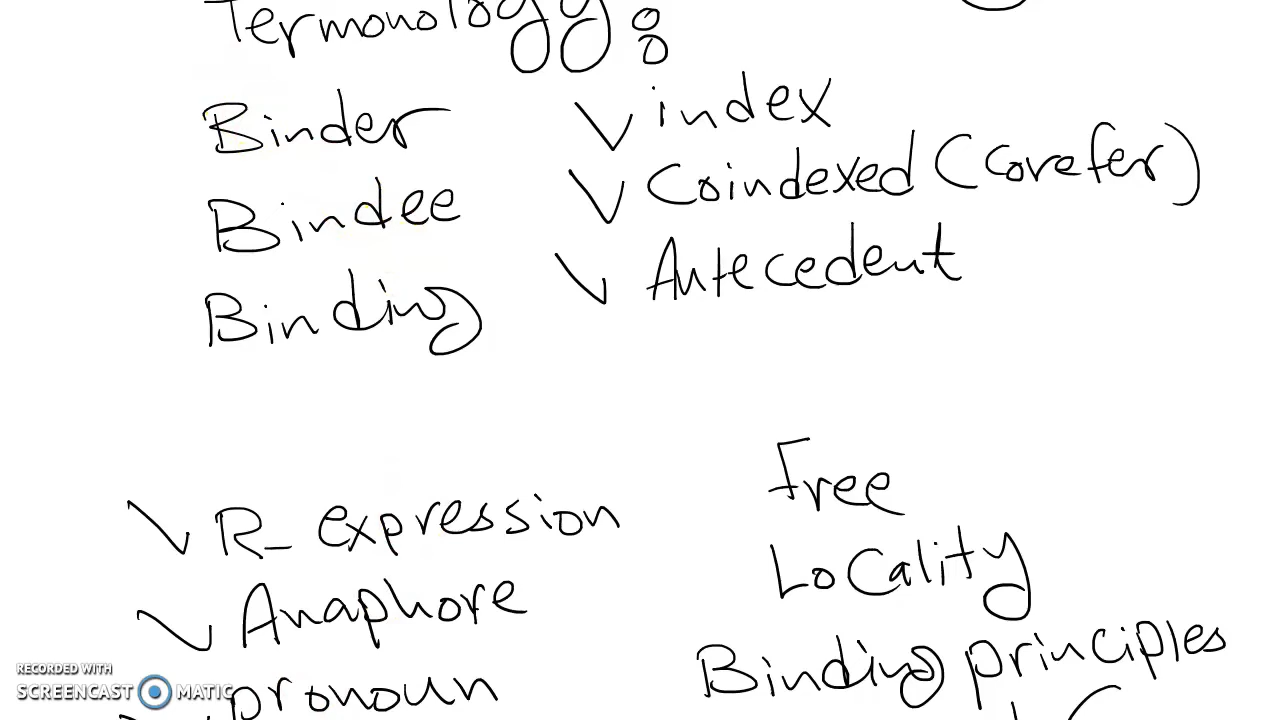 Termonology:
Binder
Bindee
Binding
index
Coindexed (corefer)
Antecedent
R_ expression
Anaphore
pronoun
Free
Locality
Binding principles
RECORDED WITH
SCREENCAST MATIC